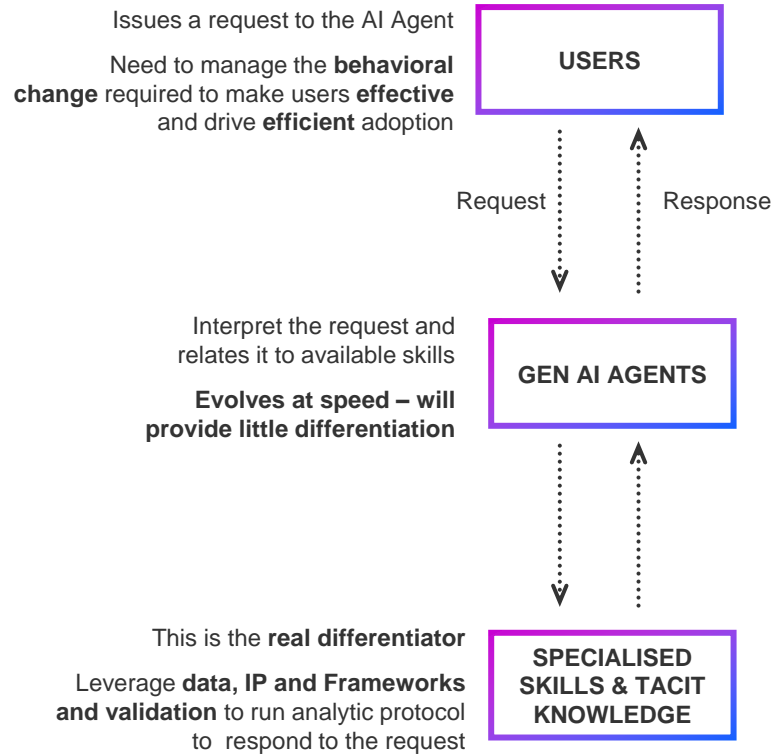 Issues a request to the AI Agent
Need to manage the behavioral
change required to make users effective
and drive efficient adoption
USERS
Request
Response
Interpret the request and
relates it to available skills
Evolves at speed – will
provide little differentiation
GEN AI AGENTS
This is the real differentiator
Leverage data, IP and Frameworks
and validation to run analytic protocol
to respond to the request
SPECIALISED
SKILLS & TACIT
KNOWLEDGE